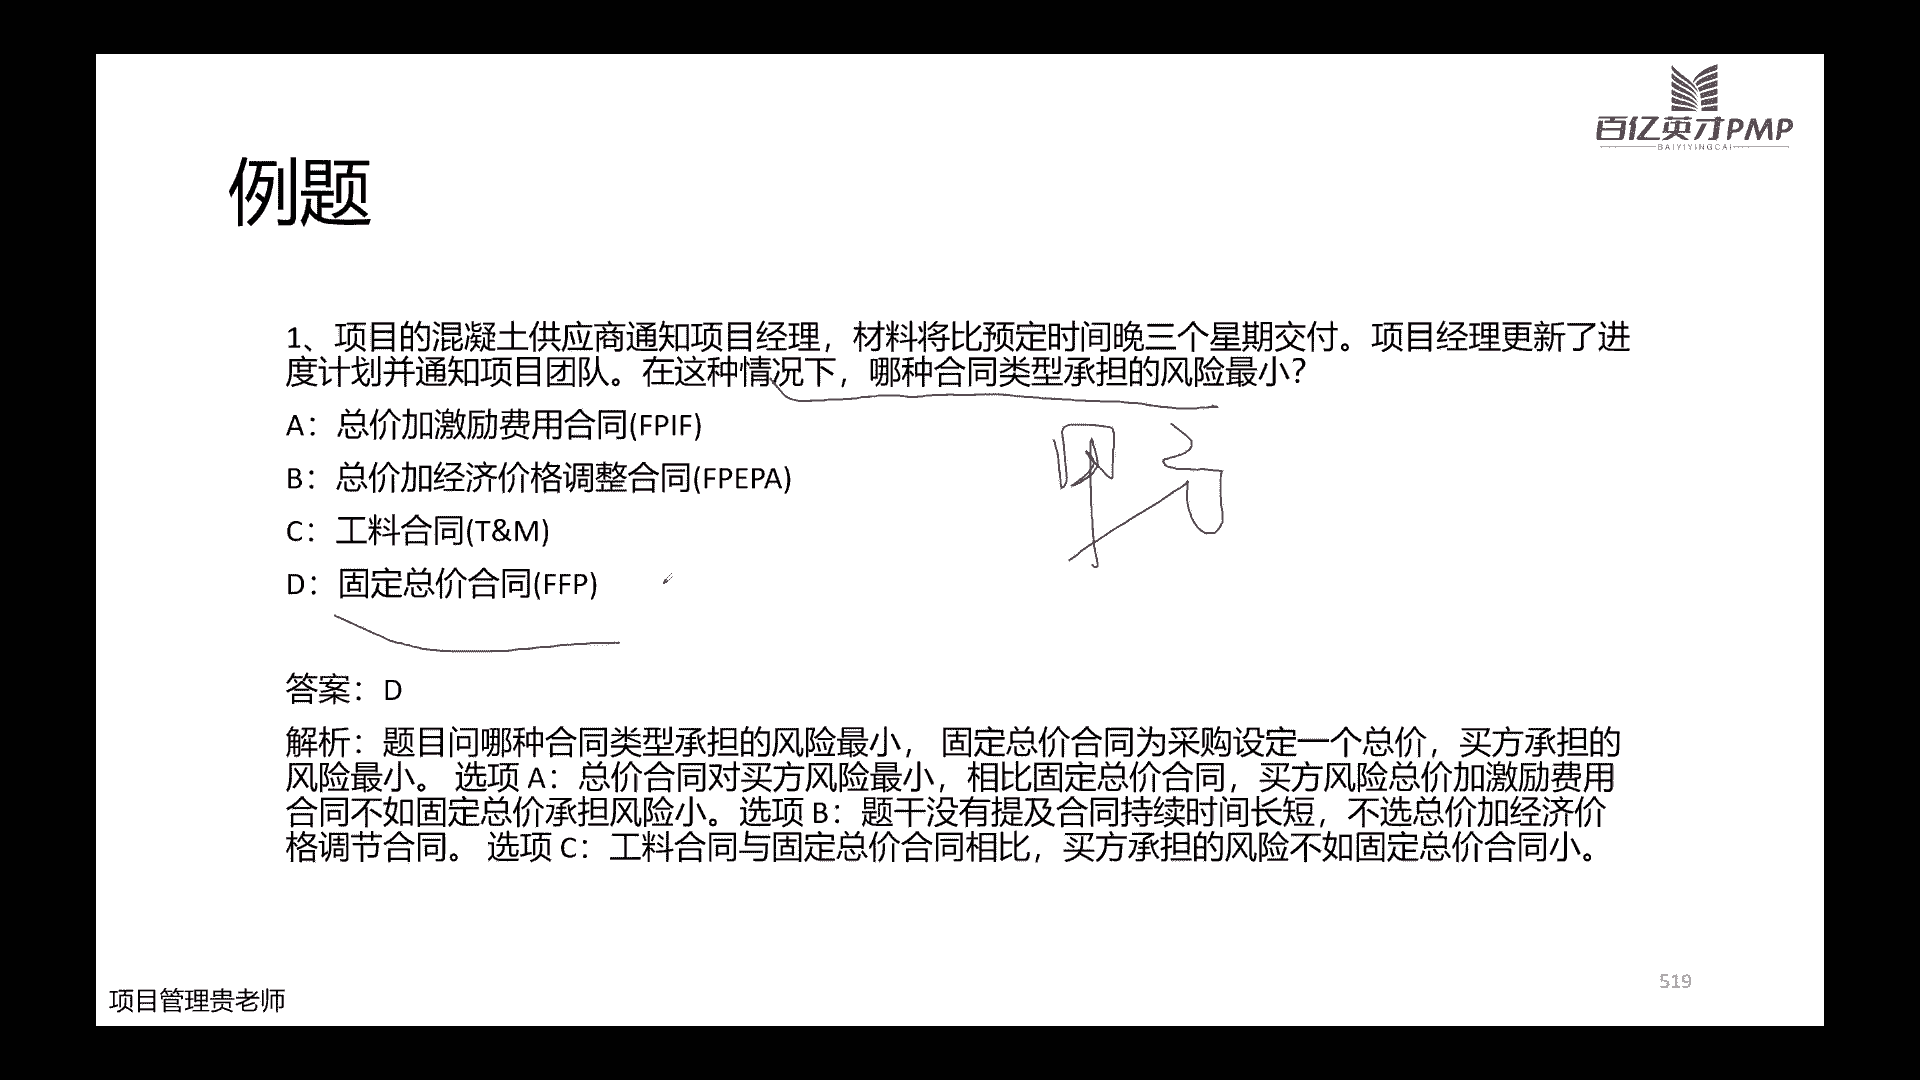 百亿英才PMP
BAIYIYINGCAI
例题
1、项目的混凝土供应商通知项目经理，材料将比预定时间晚三个星期交付。项目经理更新了进
度计划并通知项目团队。在这种情况下，哪种合同类型承担的风险最小？
A：总价加激励费用合同(FPIF)
B：总价加经济价格调整合同(FPEPA)
C：工料合同(T&M)
D：固定总价合同(FFP)
甲方
答案：D
解析：题目问哪种合同类型承担的风险最小， 固定总价合同为采购设定一个总价，买方承担的
风险最小。 选项 A：总价合同对买方风险最小，相比固定总价合同，买方风险总价加激励费用
合同不如固定总价承担风险小。选项 B：题干没有提及合同持续时间长短，不选总价加经济价
格调节合同。 选项 C：工料合同与固定总价合同相比，买方承担的风险不如固定总价合同小。
519
项目管理贵老师